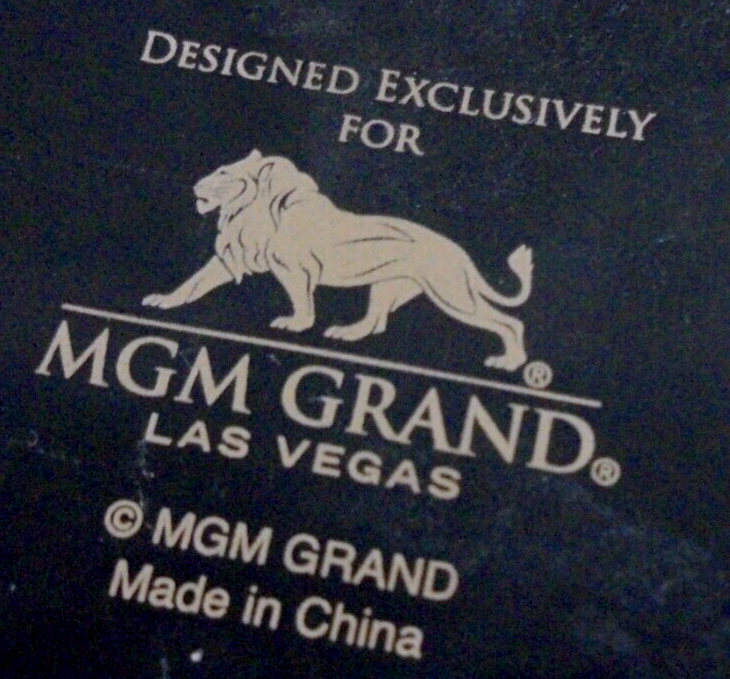 DESIGNED EXCLUSIVELY
FOR
®
MGM GRAND®
LAS VEGAS
© MGM GRAND
Made in China